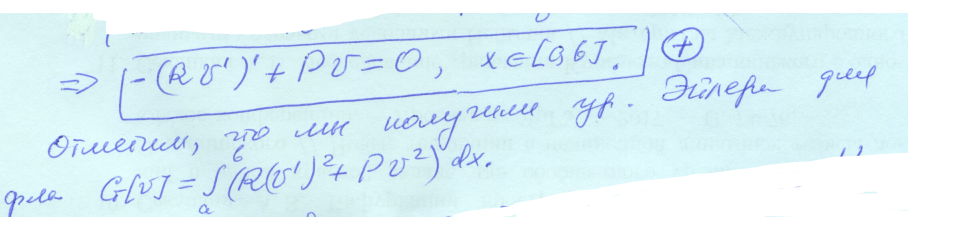 => -(Rv')' + Pv = 0, x ∈ [a, b]. +
Отметим, что мы получили ур. Эйлера для
ф-ла G[v] = ∫ₐᵇ (R(v')² + Pv²) dx.